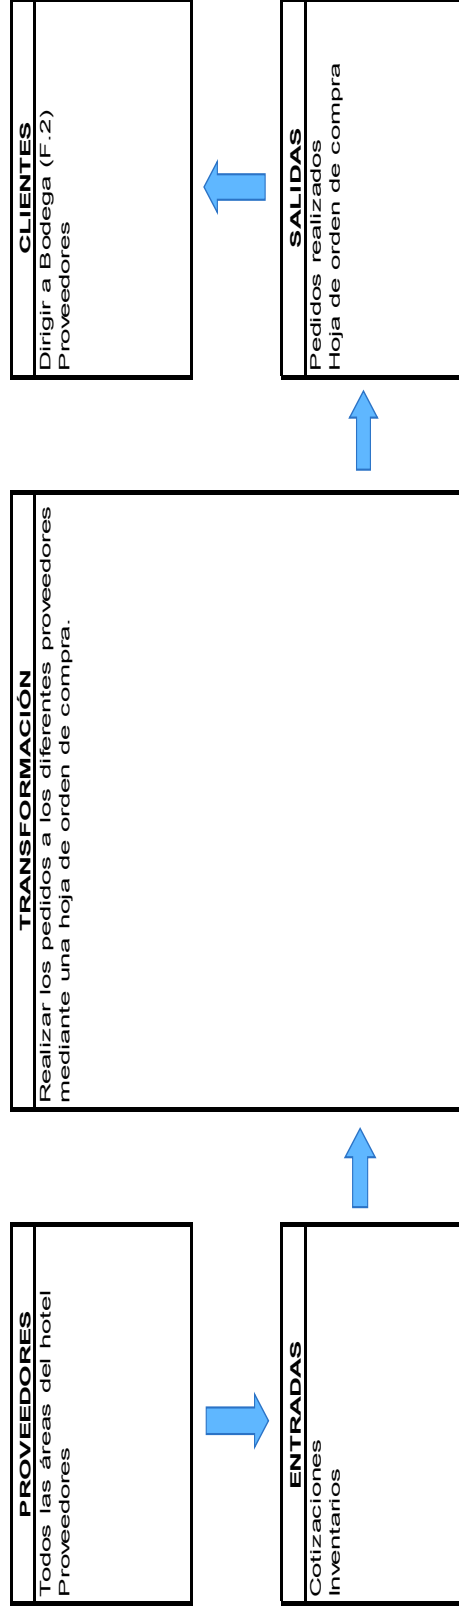 PROVEEDORES
Todos las áreas del hotel
Proveedores
ENTRADAS
Cotizaciones
Inventarios
TRANSFORMACIÓN
Realizar los pedidos a los diferentes proveedores
mediante una hoja de orden de compra.
SALIDAS
Pedidos realizados
Hoja de orden de compra
CLIENTES
Dirigir a Bodega (F.2)
Proveedores